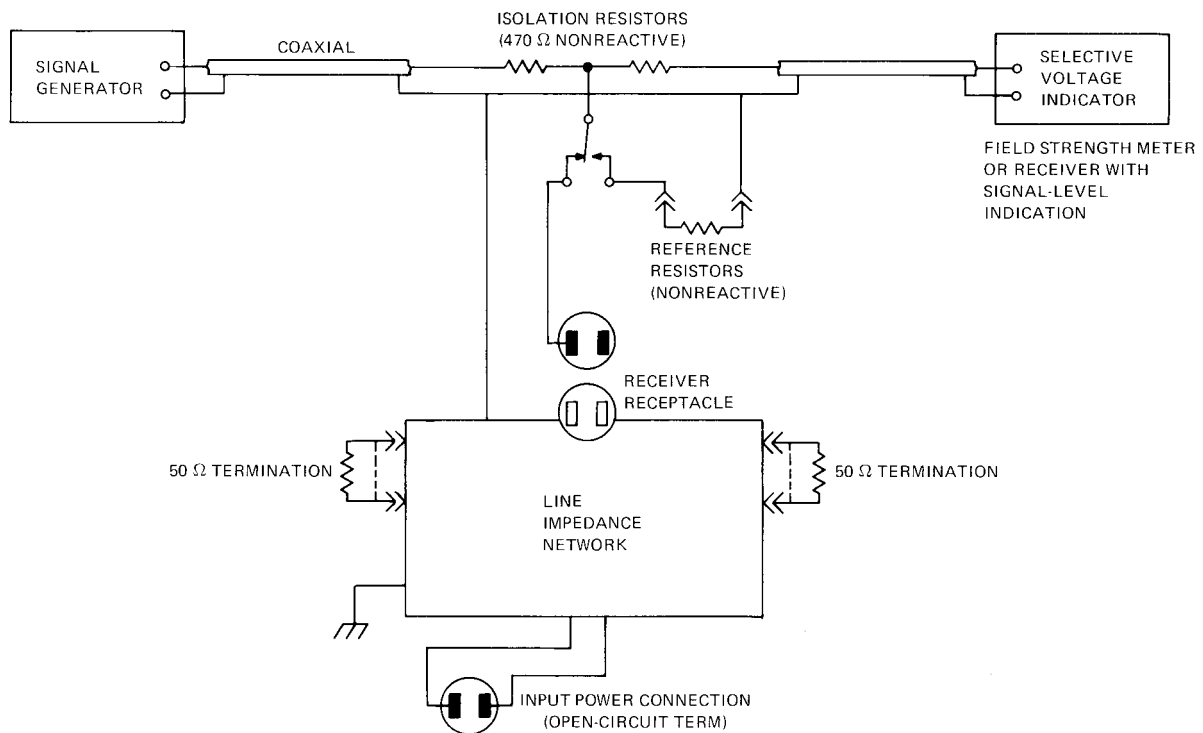 ISOLATION RESISTORS
(470 Ω NONREACTIVE)
COAXIAL
SIGNAL
GENERATOR
SELECTIVE
VOLTAGE
INDICATOR
FIELD STRENGTH METER
OR RECEIVER WITH
SIGNAL-LEVEL
INDICATION
REFERENCE
RESISTORS
(NONREACTIVE)
RECEIVER
RECEPTACLE
50 Ω TERMINATION
50 Ω TERMINATION
LINE
IMPEDANCE
NETWORK
INPUT POWER CONNECTION
(OPEN-CIRCUIT TERM)